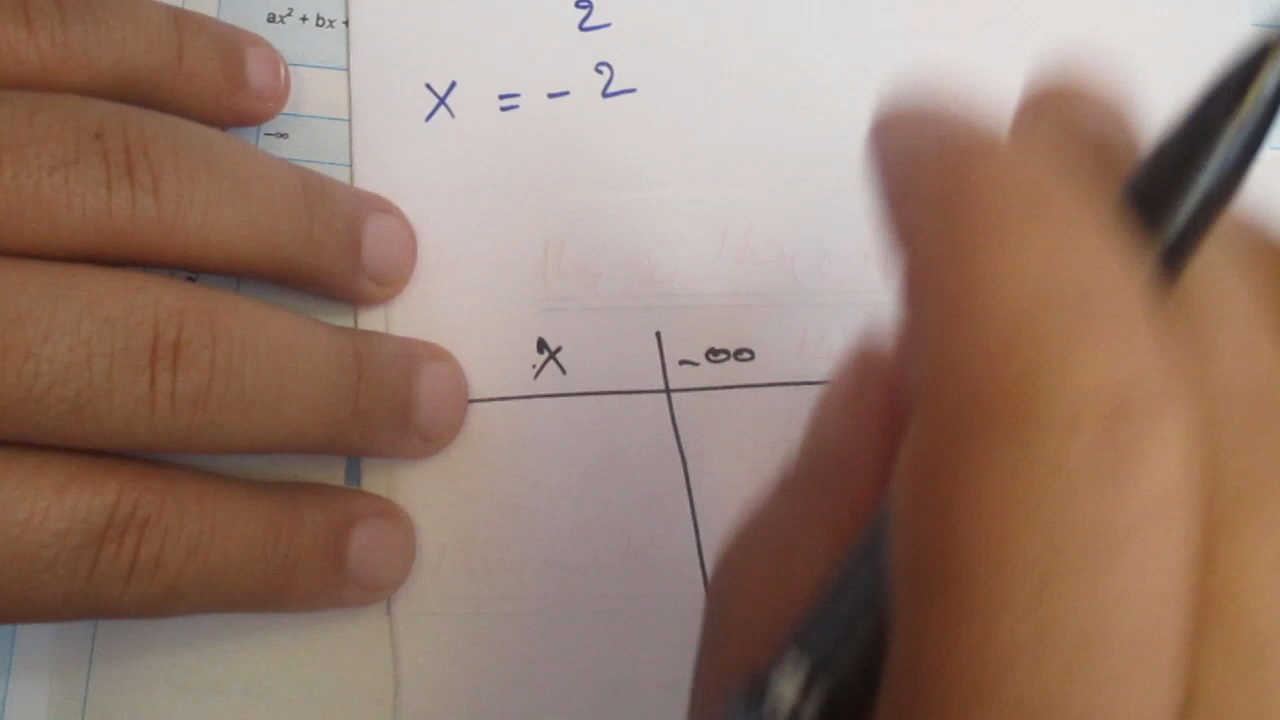 ax² + bx +
2
x = - 2
-∞
x -∞